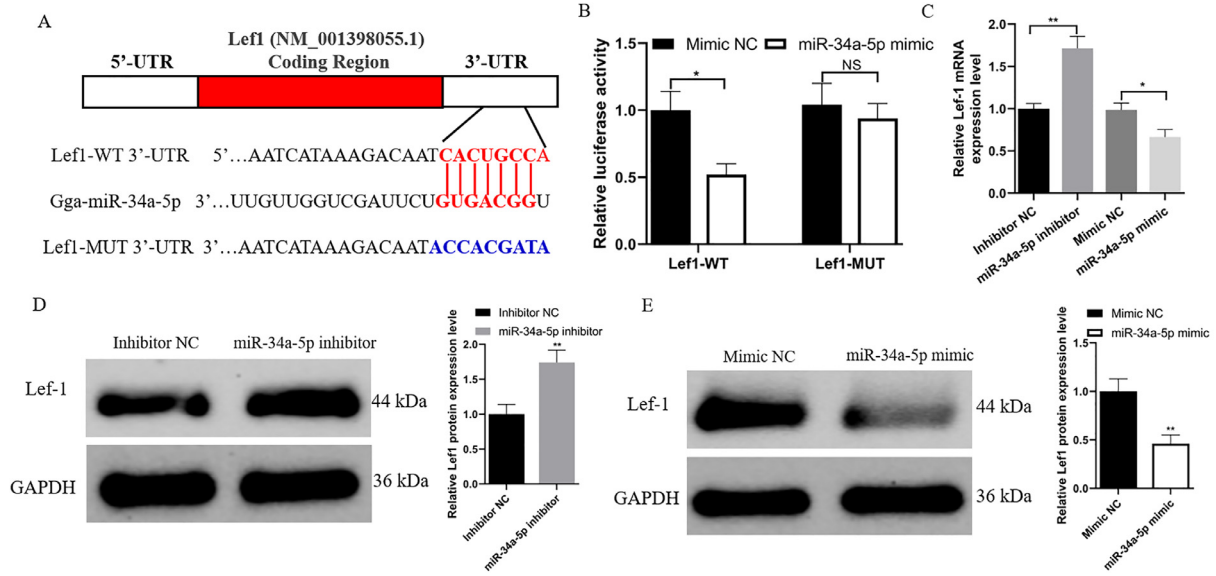 A
Lef1 (NM_001398055.1)
5’-UTR Coding Region 3’-UTR
Lef1-WT 3’-UTR 5’…AATCATAAAGACAATCACUGCCA
Gga-miR-34a-5p 3’…UUGUUGGUCGAUUCUGUGACGGU
Lef1-MUT 3’-UTR 3’…AATCATAAAGACAATACCACGATA
B
Mimic NC miR-34a-5p mimic
Relative luciferase activity
1.5
1.0
0.5
0.0
*
NS
Lef1-WT Lef1-MUT
C
Relative Lef-1 mRNA
expression level
2.0
1.5
1.0
0.5
0.0
**
*
Inhibitor NC
miR-34a-5p inhibitor
Mimic NC
miR-34a-5p mimic
D
Inhibitor NC miR-34a-5p inhibitor
Lef-1 44 kDa
GAPDH 36 kDa
Inhibitor NC
miR-34a-5p inhibitor
Relative Lef1 protein expression levle
2.0
1.5
1.0
0.5
0.0
**
Inhibitor NC
miR-34a-5p inhibitor
E
Mimic NC miR-34a-5p mimic
Lef-1 44 kDa
GAPDH 36 kDa
Mimic NC
miR-34a-5p mimic
Relative Lef1 protein expression levle
1.5
1.0
0.5
0.0
**
Mimic NC
miR-34a-5p mimic